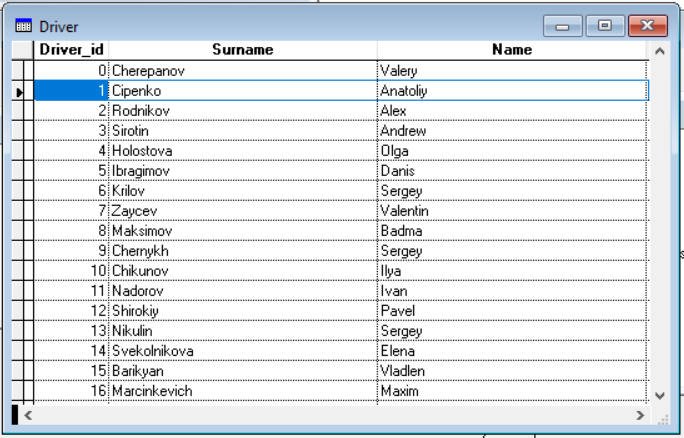 Driver
Driver_id Surname Name
0 Cherepanov Valery
1 Cipenko Anatoliy
2 Rodnikov Alex
3 Sirotin Andrew
4 Holostova Olga
5 Ibragimov Danis
6 Krilov Sergey
7 Zaycev Valentin
8 Maksimov Badma
9 Chernykh Sergey
10 Chikunov Ilya
11 Nadorov Ivan
12 Shirokiy Pavel
13 Nikulin Sergey
14 Svekolnikova Elena
15 Barikyan Vladlen
16 Marcinkevich Maxim